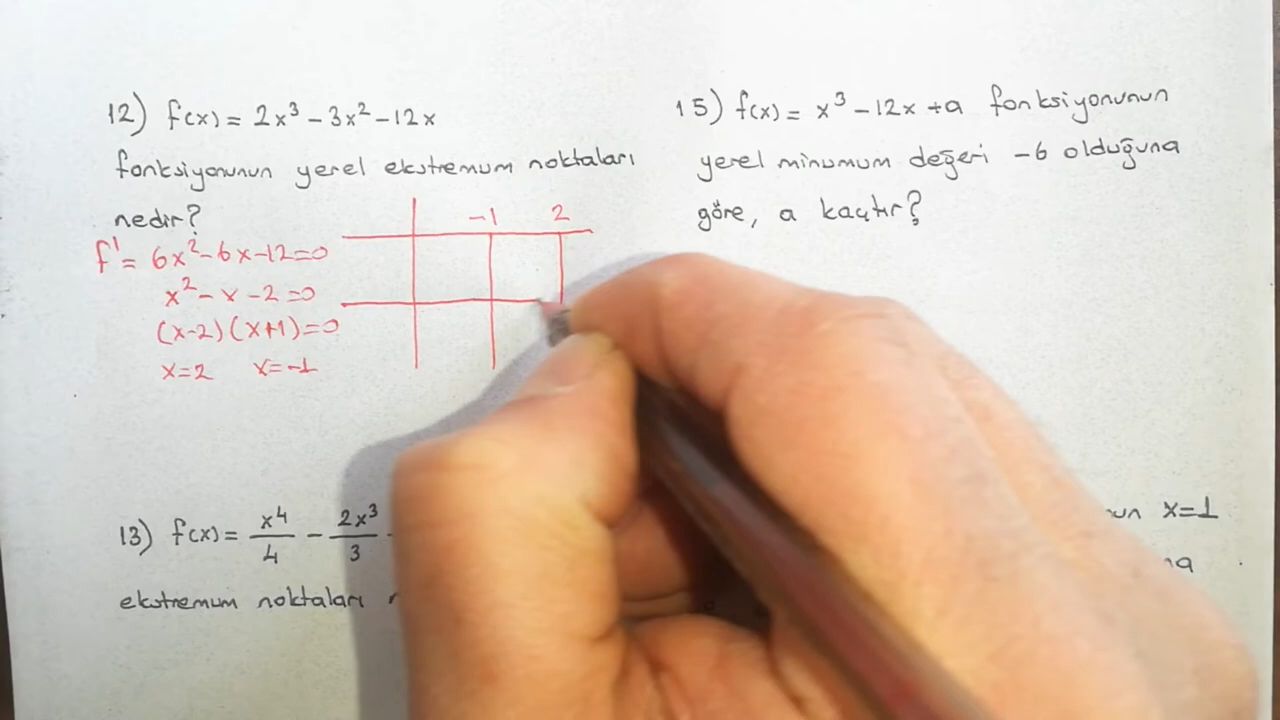 12) f(x) = 2x³ - 3x² - 12x
fonksiyonunun yerel ekstremum noktaları
nedir?
f' = 6x² - 6x - 12 = 0
x² - x - 2 = 0
(x-2) (x+1) = 0
x = 2 x = -1
-1 2
13) f(x) = x⁴/4 - 2x³/3 -
ekstremum noktaları
15) f(x) = x³ - 12x + a fonksiyonunun
yerel minumum değeri -6 olduğuna
göre, a kaçtır?
x=1